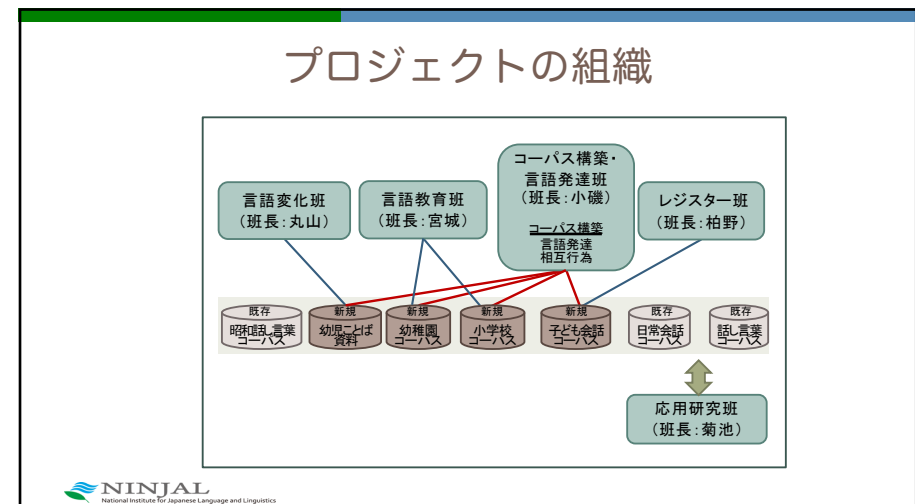 プロジェクトの組織
コーパス構築・
言語発達班
(班長:小磯)
コーパス構築
言語発達
相互行為
言語変化班
(班長:丸山)
言語教育班
(班長:宮城)
レジスター班
(班長:柏野)
既存
昭和話し言葉
コーパス
新規
幼児ことば
資料
新規
幼稚園
コーパス
新規
小学校
コーパス
新規
子ども会話
コーパス
既存
日常会話
コーパス
既存
話し言葉
コーパス
応用研究班
(班長:菊池)
NINJAL
National Institute for Japanese Language and Linguistics